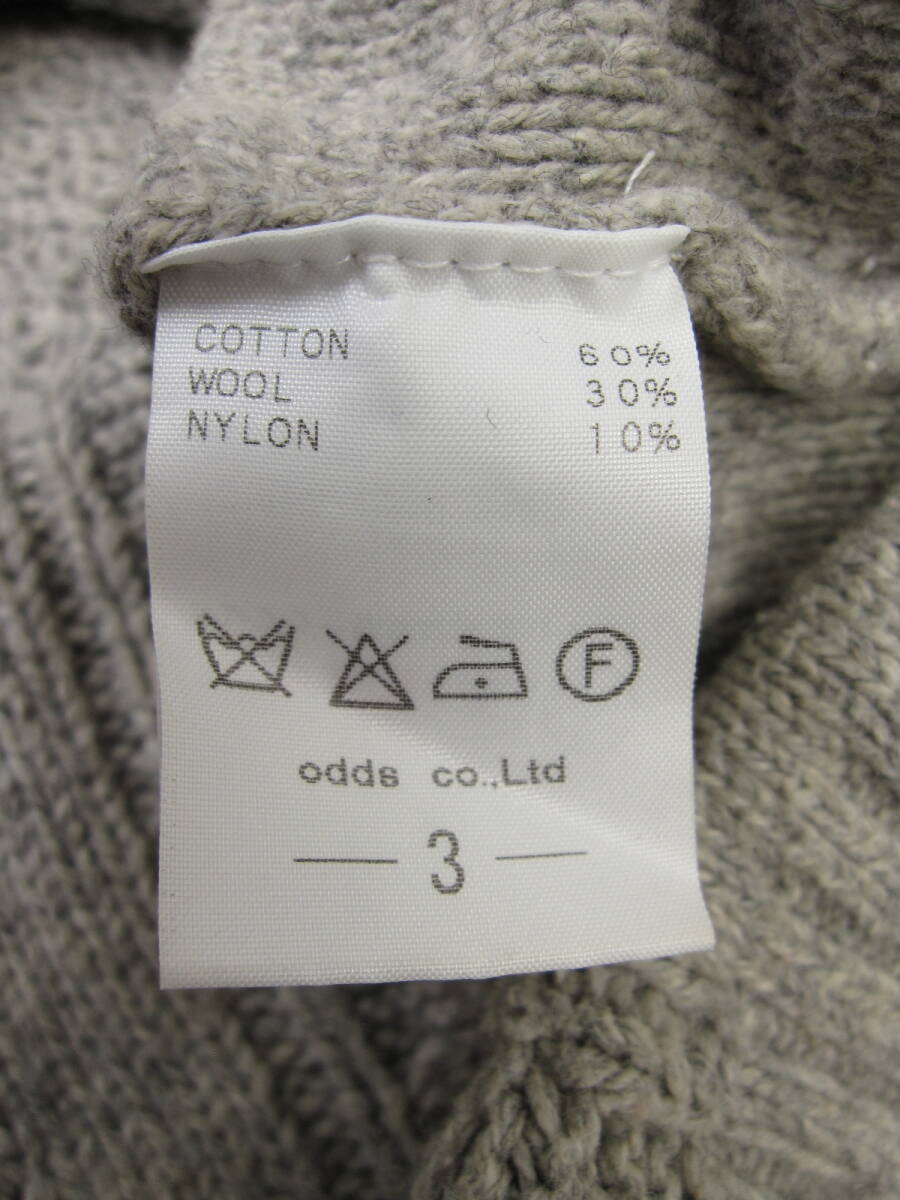 COTTON 60%
WOOL 30%
NYLON 10%
F
odds co.,Ltd
3